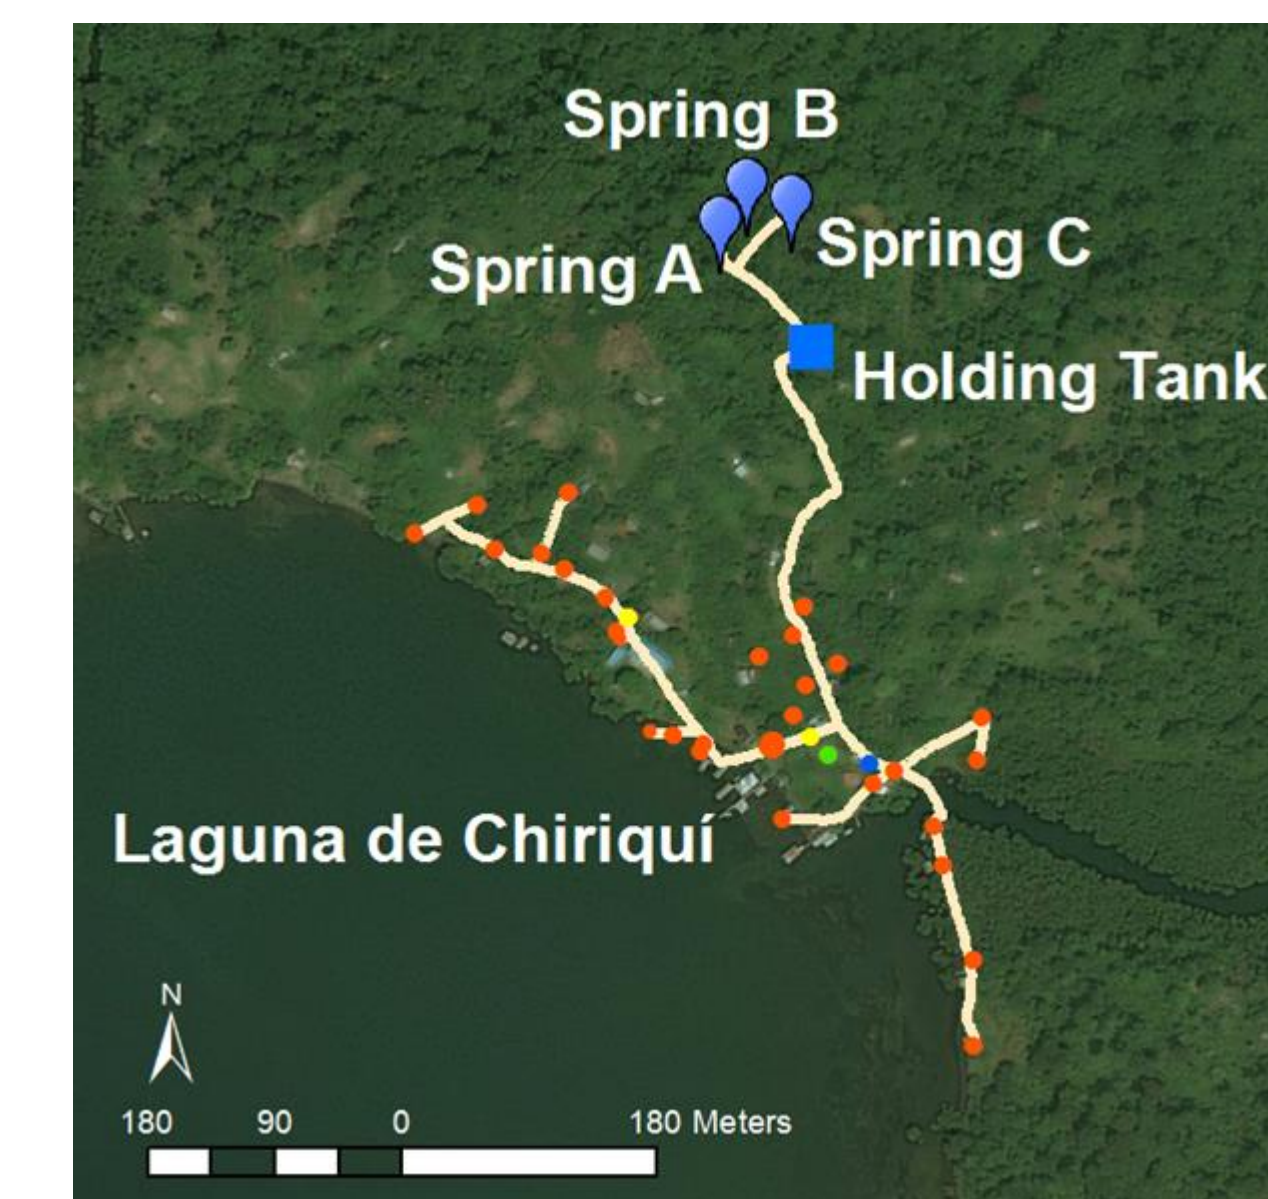 Spring B
Spring C
Spring A
Holding Tank
Laguna de Chiriquí
N
180 90 0 180 Meters